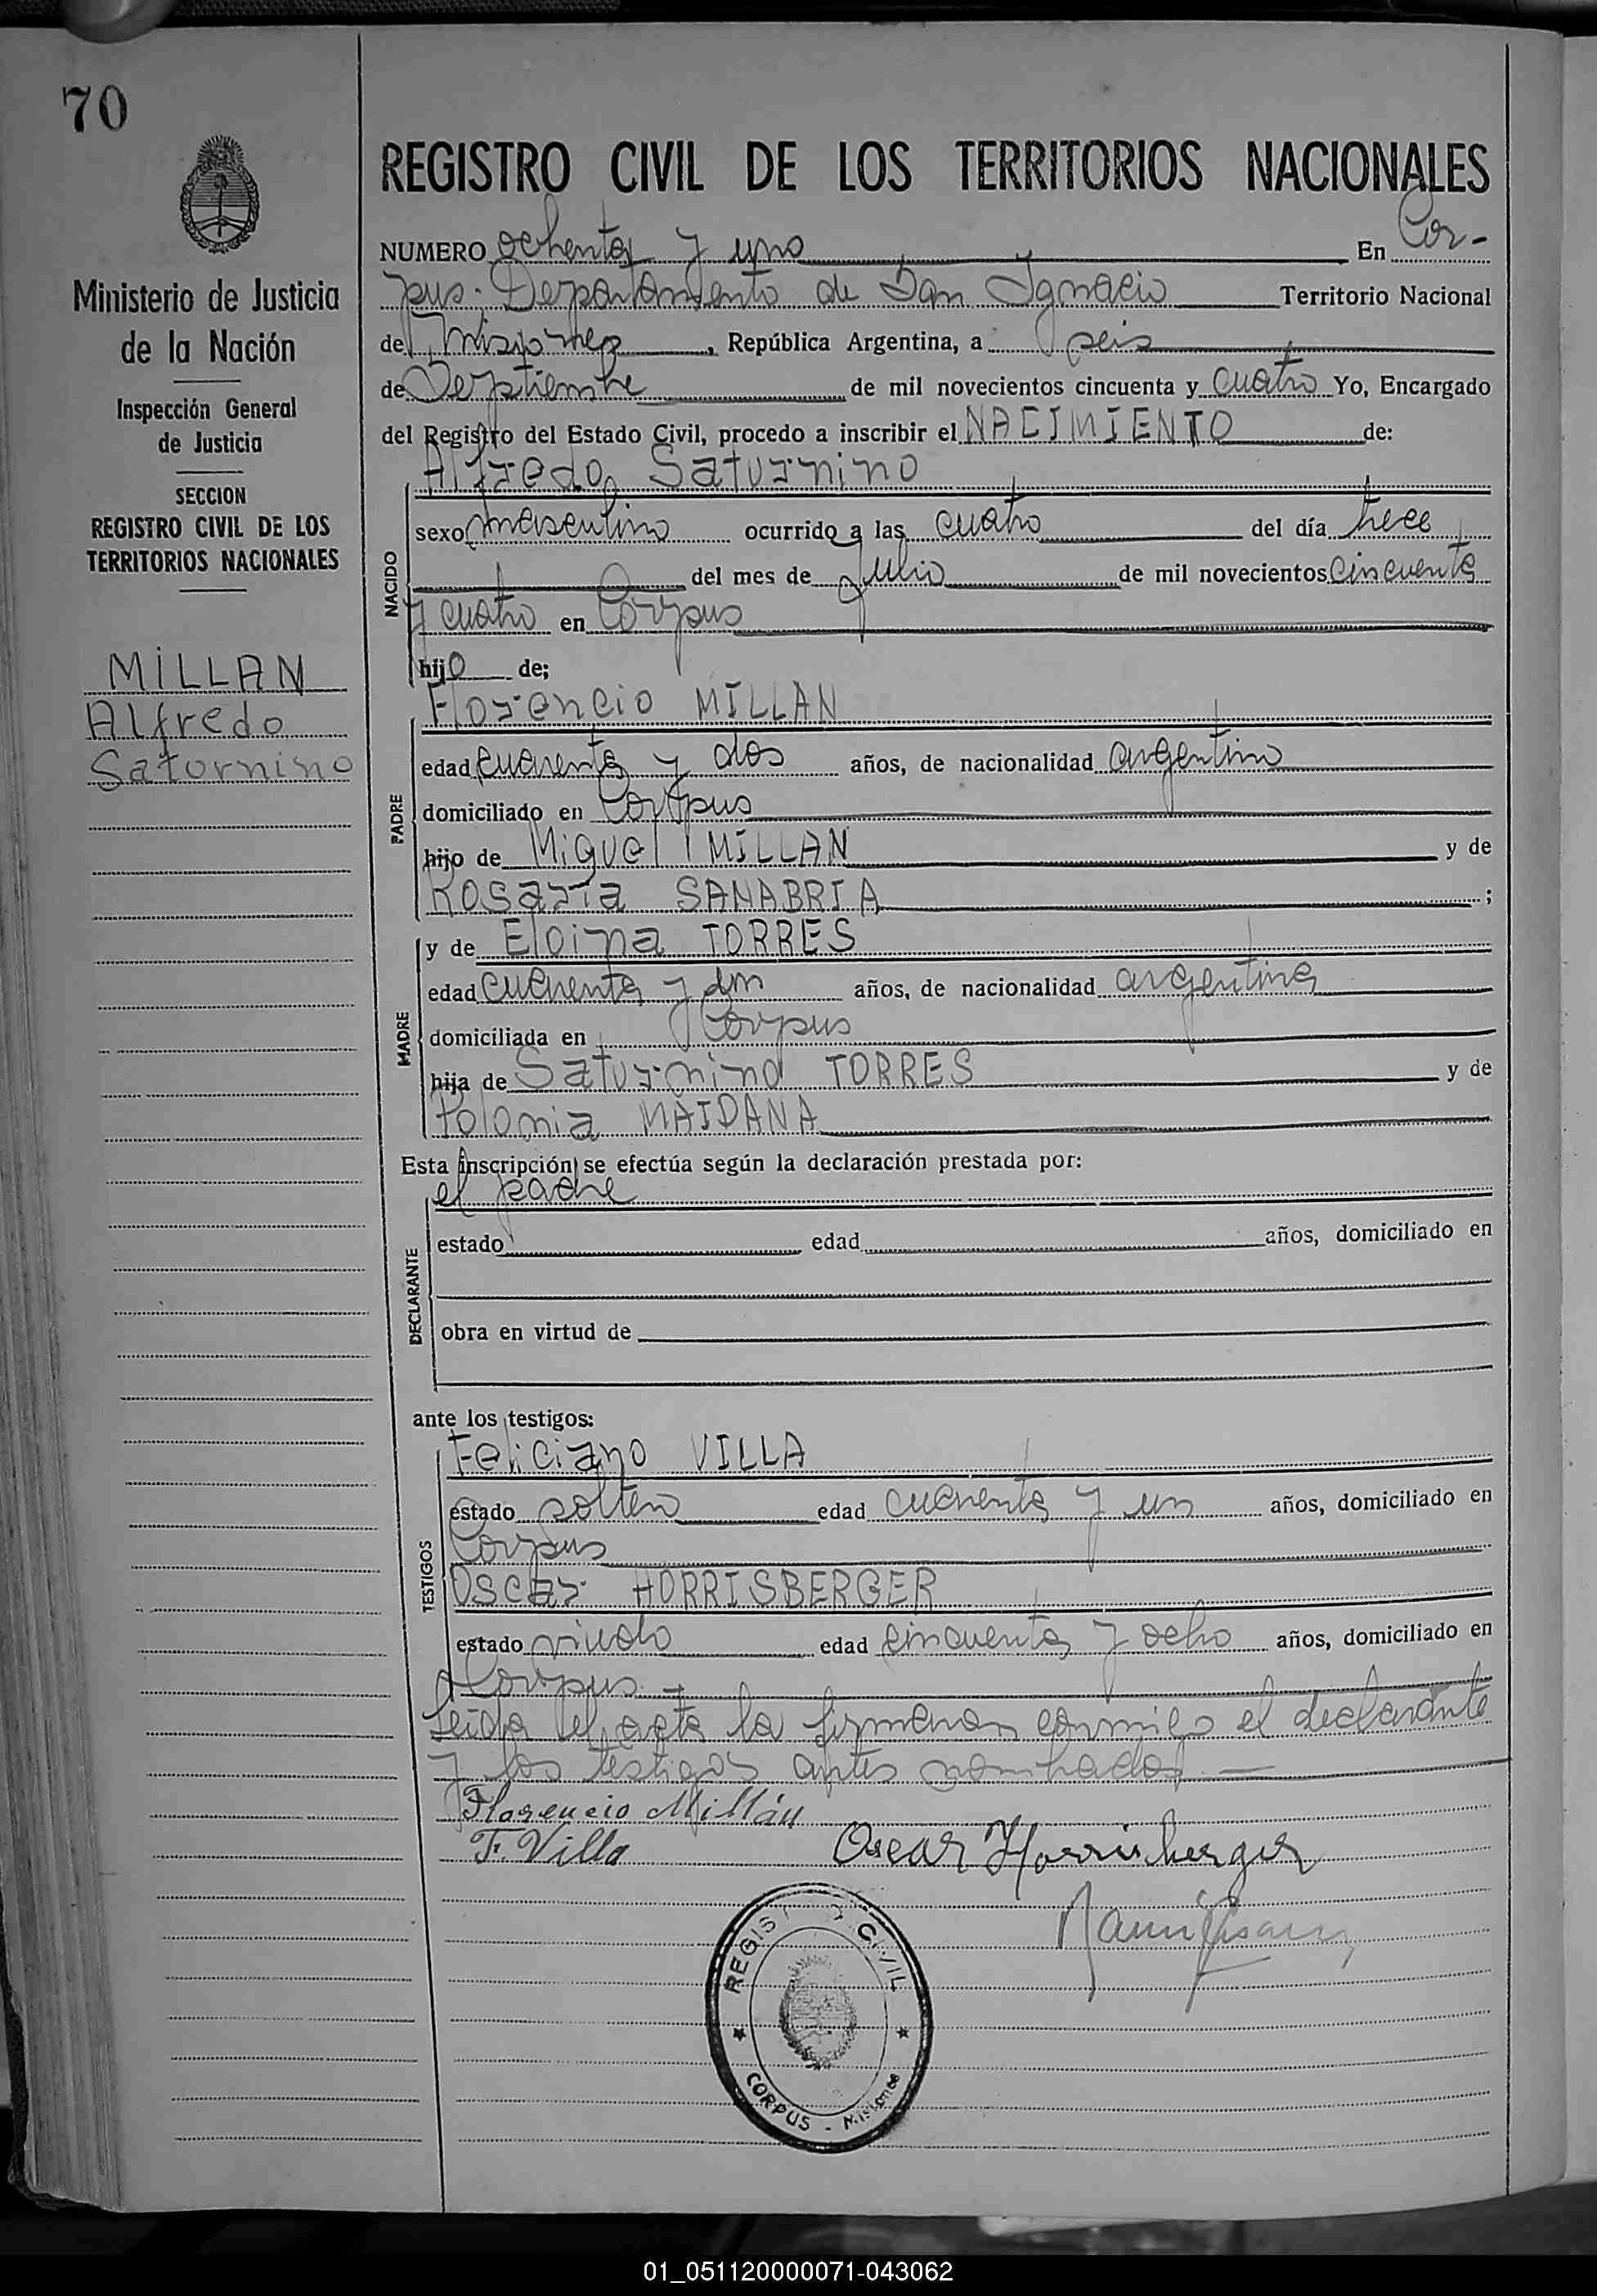 70
Ministerio de Justicia
de la Nación
Inspección General
de Justicia
SECCION
REGISTRO CIVIL DE LOS
TERRITORIOS NACIONALES
MILLAN
Alfredo
Saturnino
REGISTRO CIVIL DE LOS TERRITORIOS NACIONALES
NUMERO ochenta y uno En Cor-
pus. Departamento de San Ignacio Territorio Nacional
de Misiones, República Argentina, a seis
de Septiembre de mil novecientos cincuenta y cuatro Yo, Encargado
del Registro del Estado Civil, procedo a inscribir el NACIMIENTO de:
Alfredo Saturnino
NACIDO
sexo masculino ocurrido a las cuatro del día trece
del mes de Julio de mil novecientos cincuenta
y cuatro en Corpus
hijo de;
Florencio MILLAN
PADRE
edad cuarenta y dos años, de nacionalidad argentino
domiciliado en Corpus
hijo de Miguel MILLAN y de
Rosaria SANABRIA ;
MADRE
y de Eloina TORRES
edad cuarenta y dos años, de nacionalidad argentina
domiciliada en Corpus
hija de Saturnino TORRES y de
Polonia MAIDANA
Esta inscripción se efectúa según la declaración prestada por:
el padre
DECLARANTE
estado edad años, domiciliado en
obra en virtud de
ante los testigos:
TESTIGOS
Feliciano VILLA
estado soltero edad cuarenta y un años, domiciliado en
Corpus
Oscar HORRISBERGER
estado viudo edad cincuenta y ocho años, domiciliado en
Corpus.-
Leída el acta la firmaron conmigo el declarante
y los testigos antes nombrados
Florencio Millán
F. Villa Oscar Horrisberger
REGIST O CIVIL
CORPUS - Misiones
01_051120000071-043062